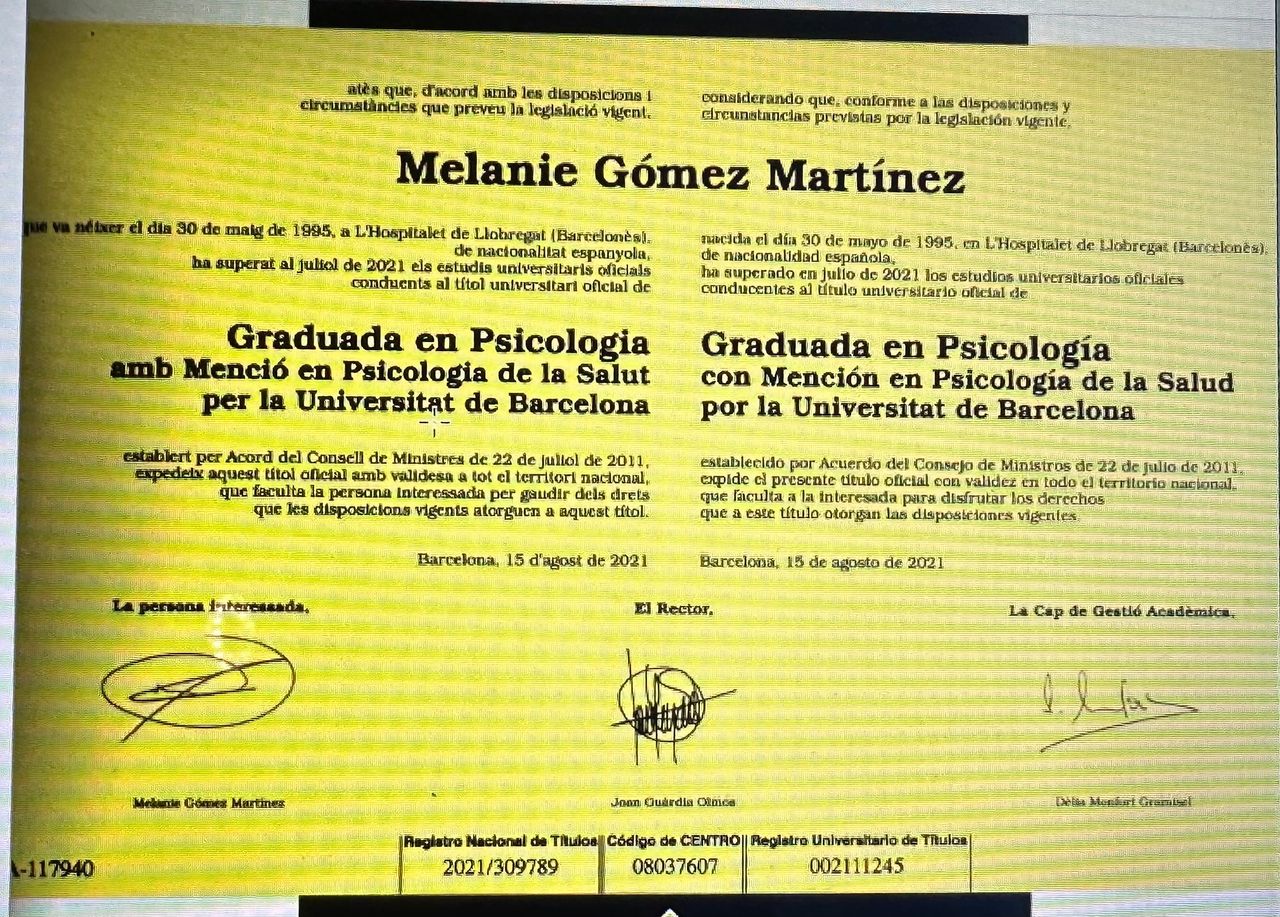 atès que, d'acord amb les disposicions i
circumstàncies que preveu la legislació vigent,
considerando que, conforme a las disposiciones y
circunstancias previstas por la legislación vigente,
Melanie Gómez Martínez
que va néixer el dia 30 de maig de 1995, a L'Hospitalet de Llobregat (Barcelonès),
de nacionalitat espanyola,
ha superat al juliol de 2021 els estudis universitaris oficials
conduents al títol universitari oficial de
nacida el día 30 de mayo de 1995, en L'Hospitalet de Llobregat (Barcelonès),
de nacionalidad española,
ha superado en julio de 2021 los estudios universitarios oficiales
conducentes al título universitario oficial de
Graduada en Psicologia
amb Menció en Psicologia de la Salut
per la Universitat de Barcelona
Graduada en Psicología
con Mención en Psicología de la Salud
por la Universitat de Barcelona
establert per Acord del Consell de Ministres de 22 de juliol de 2011,
expedeix aquest títol oficial amb validesa a tot el territori nacional,
que faculta la persona interessada per gaudir dels drets
que les disposicions vigents atorguen a aquest títol.
establecido por Acuerdo del Consejo de Ministros de 22 de julio de 2011,
expide el presente título oficial con validez en todo el territorio nacional,
que faculta a la interesada para disfrutar los derechos
que a este título otorgan las disposiciones vigentes.
Barcelona, 15 d'agost de 2021
Barcelona, 15 de agosto de 2021
La persona interessada,
El Rector,
La Cap de Gestió Acadèmica,
Melanie Gómez Martínez
Joan Guàrdia Olmos
Registro Nacional de Títulos
Código de CENTRO
Registro Universitario de Títulos
-117940
2021/309789
08037607
002111245